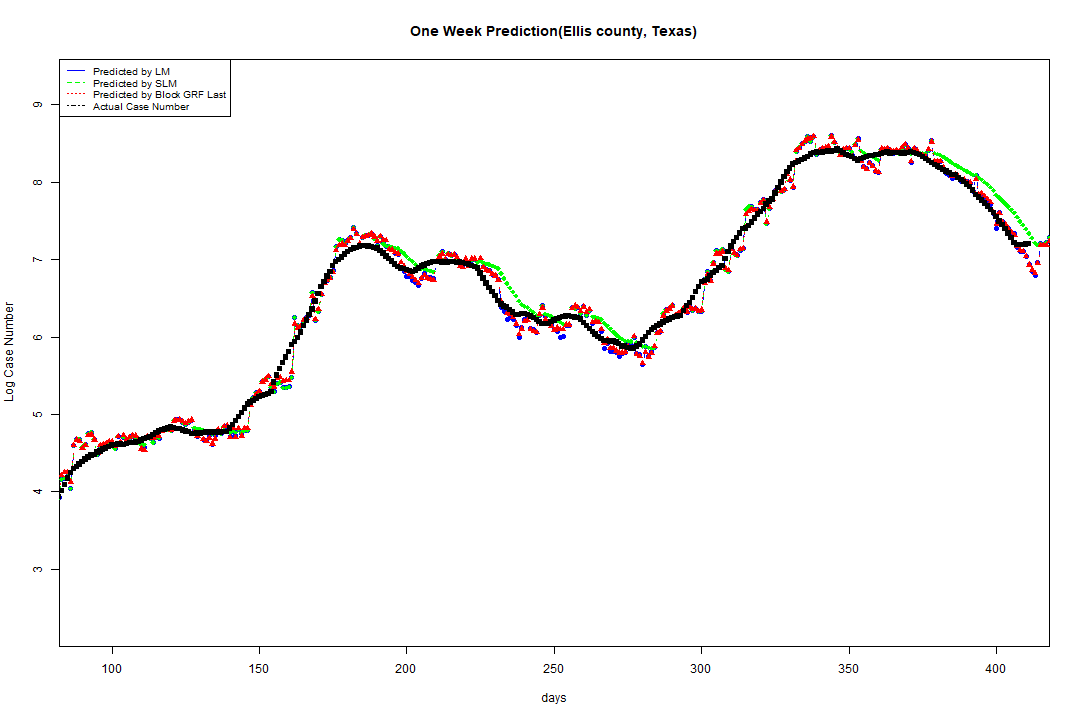 One Week Prediction(Ellis county, Texas)
Predicted by LM
Predicted by SLM
Predicted by Block GRF Last
Actual Case Number
9
8
7
6
5
4
3
Log Case Number
100 150 200 250 300 350 400
days